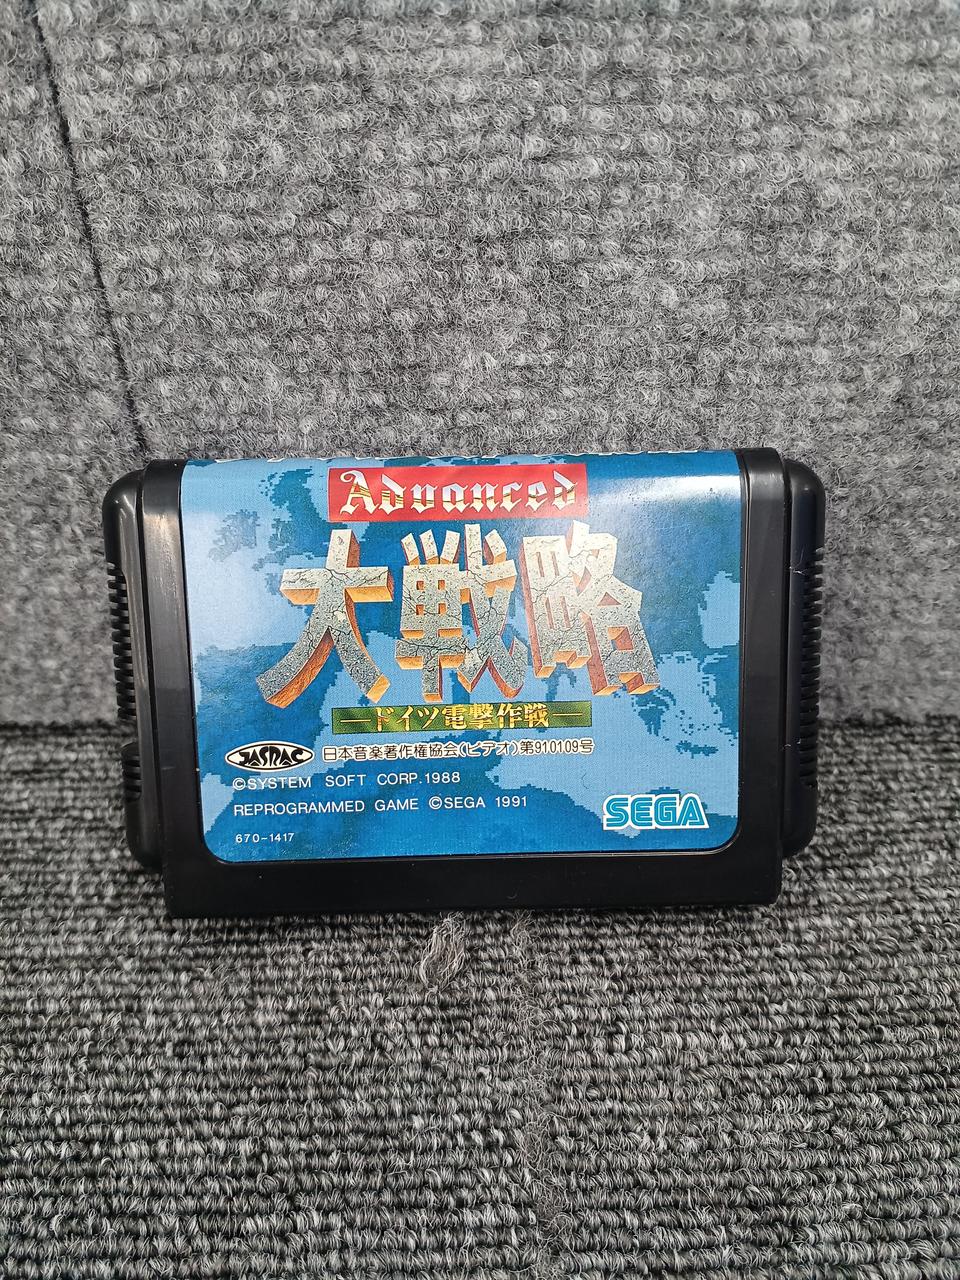 Advanced
大戦略
ードイツ電撃作戦ー
JASRAC 日本音楽著作権協会(ビデオ)第910109号
©SYSTEM SOFT CORP.1988
REPROGRAMMED GAME ©SEGA 1991
670-1417
SEGA